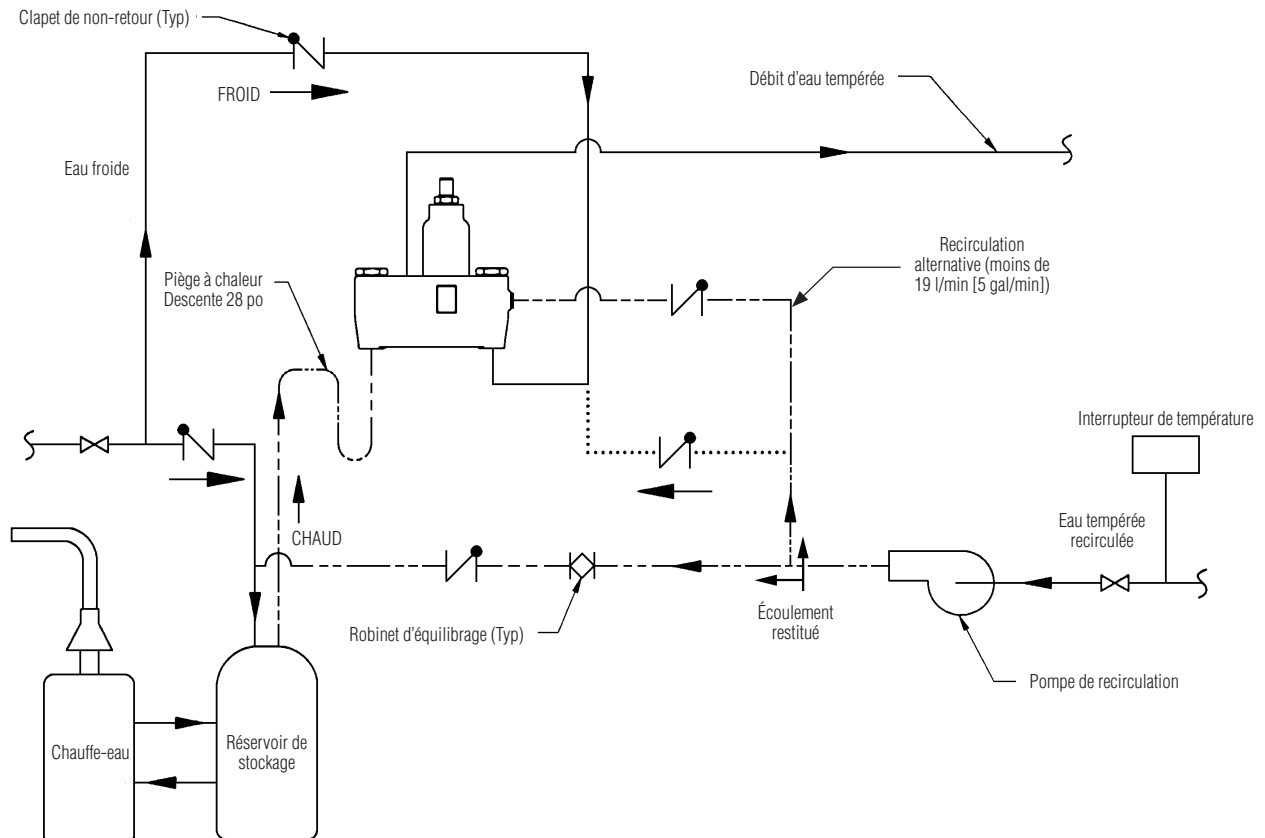 Clapet de non-retour (Typ)
FROID
Débit d'eau tempérée
Eau froide
Piège à chaleur
Descente 28 po
Recirculation
alternative (moins de
19 l/min [5 gal/min])
Interrupteur de température
CHAUD
Eau tempérée
recirculée
Robinet d'équilibrage (Typ)
Écoulement
restitué
Pompe de recirculation
Chauffe-eau
Réservoir de
stockage